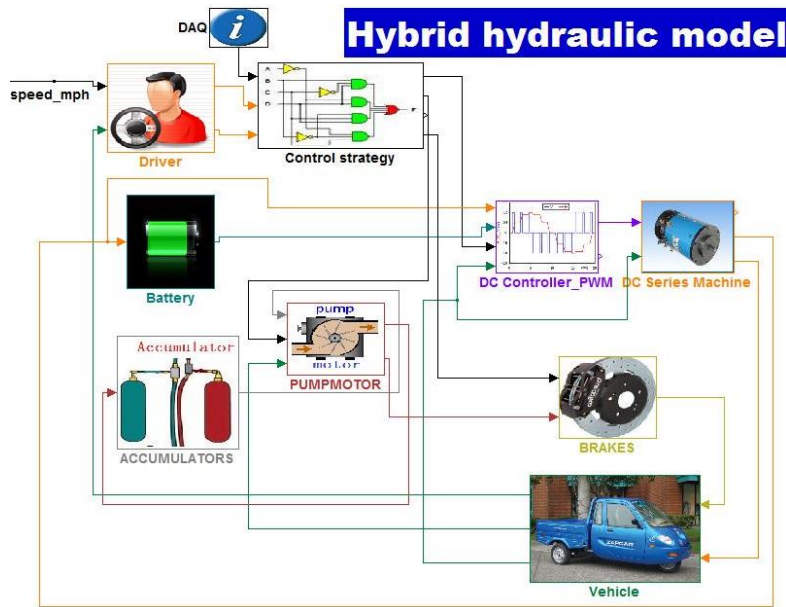 Hybrid hydraulic model
DAQ
i
speed_mph
A
B
C
D
F
Driver
Control strategy
Battery
DC Controller_PWM
DC Series Machine
pump
motor
PUMPMOTOR
Accumulator
ACCUMULATORS
BRAKES
ZAPCAR
Vehicle